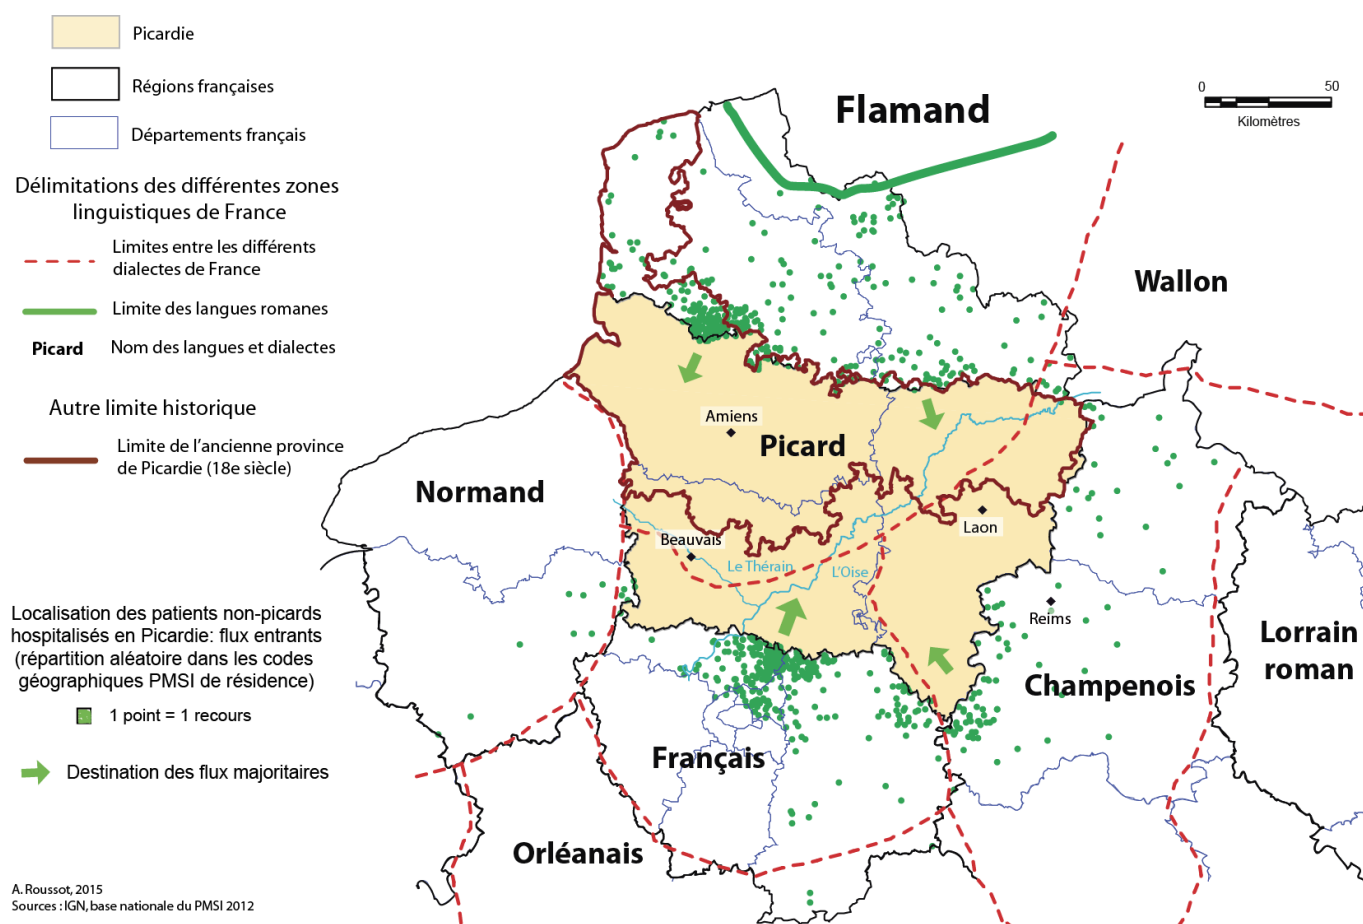 Picardie
Régions françaises
Départements français
Délimitations des différentes zones
linguistiques de France
Limites entre les différents
dialectes de France
Limite des langues romanes
Picard
Nom des langues et dialectes
Autre limite historique
Limite de l'ancienne province
de Picardie (18e siècle)
Localisation des patients non-picards
hospitalisés en Picardie: flux entrants
(répartition aléatoire dans les codes
géographiques PMSI de résidence)
1 point = 1 recours
Destination des flux majoritaires
A. Roussot, 2015
Sources : IGN, base nationale du PMSI 2012
0
50
Kilomètres
Flamand
Wallon
Amiens
Picard
Normand
Laon
Beauvais
Le Thérain
L'Oise
Reims
Lorrain
roman
Champenois
Français
Orléanais